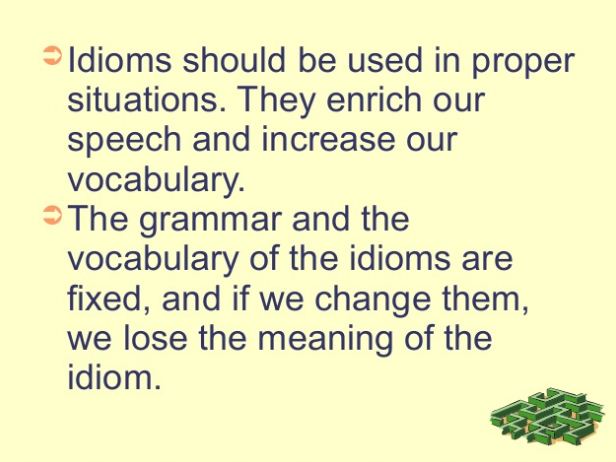 Idioms should be used in proper
situations. They enrich our
speech and increase our
vocabulary.
The grammar and the
vocabulary of the idioms are
fixed, and if we change them,
we lose the meaning of the
idiom.